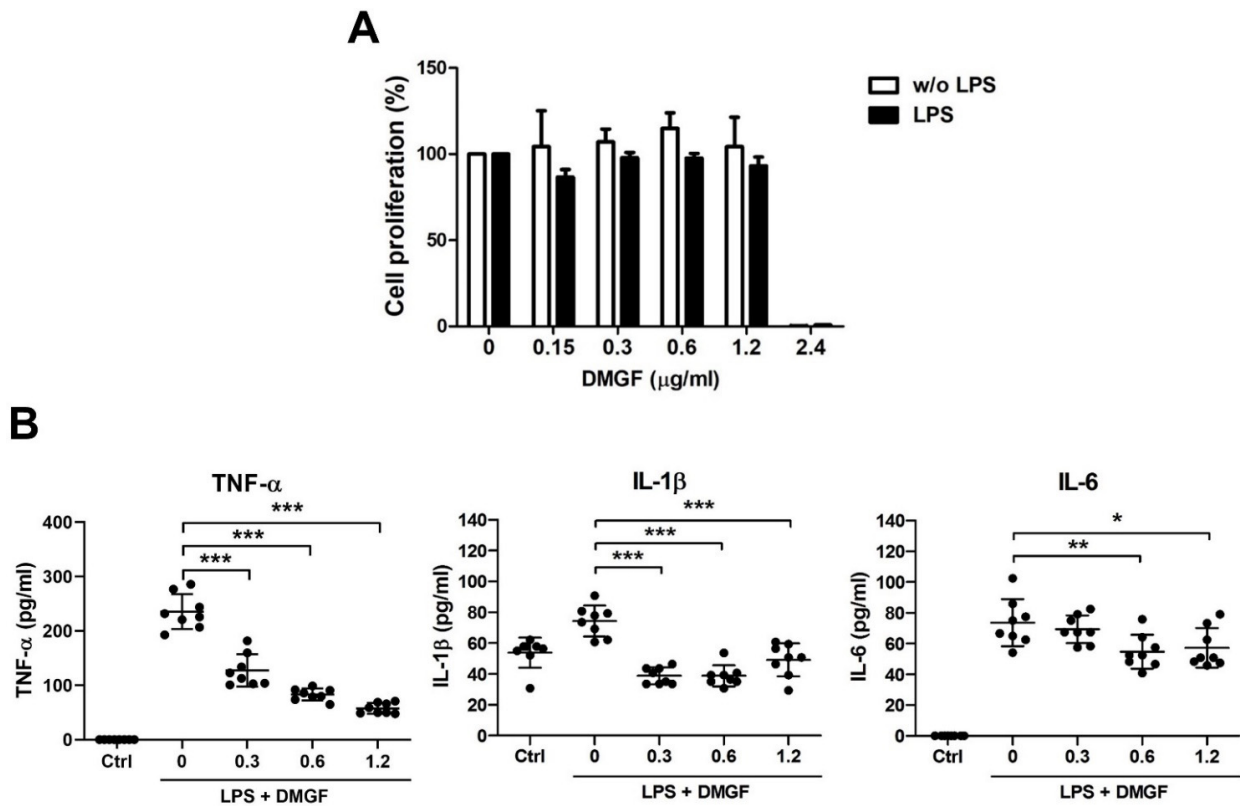 A
Cell proliferation (%)
150
100
50
0
0 0.15 0.3 0.6 1.2 2.4
DMGF (μg/ml)
w/o LPS
LPS
B
TNF-α
TNF-α (pg/ml)
400
300
200
100
0
***
***
***
Ctrl 0 0.3 0.6 1.2
LPS + DMGF
IL-1β
IL-1β (pg/ml)
140
120
100
80
60
40
20
0
***
***
***
Ctrl 0 0.3 0.6 1.2
LPS + DMGF
IL-6
IL-6 (pg/ml)
140
120
100
80
60
40
20
0
*
**
Ctrl 0 0.3 0.6 1.2
LPS + DMGF